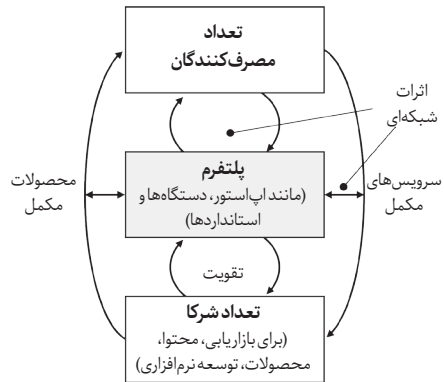 تعداد
مصرف‌کنندگان
اثرات
شبکه‌ای
پلتفرم
(مانند اپ‌استور، دستگاه‌ها و
استانداردها)
محصولات
مکمل
سرویس‌های
مکمل
تقویت
تعداد شرکا
(برای بازاریابی، محتوا،
محصولات، توسعه نرم‌افزاری)